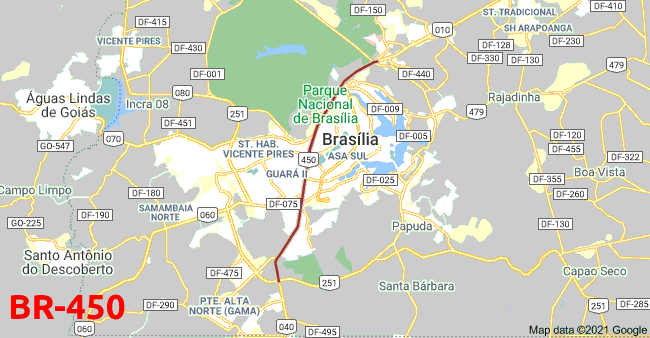 DF-415
DF-150
ST. TRADICIONAL
DF-410
VICENTE PIRES
DF-430
010
DF-128
DF-230
SH ARAPOANGA
DF-330
DF-001
DF-440
479
080
Parque
Nacional
de Brasília
Águas Lindas
de Goiás
Incra 08
DF-009
Rajadinha
251
DF-451
070
GO-547
ST. HAB.
VICENTE PIRES
Brasília
DF-005
479
DF-120
DF-455
450
ASA SUL
DF-322
GUARÁ II
DF-025
DF-355
Boa Vista
Campo Limpo
DF-180
DF-260
SAMAMBAIA
NORTE
060
DF-075
GO-225
DF-190
Papuda
DF-130
Santo Antônio
do Descoberto
DF-475
Capao Seco
251
Santa Bárbara
251
BR-450
DF-290
PTE. ALTA
NORTE (GAMA)
DF-285
060
040
DF-495
Map data ©2021 Google